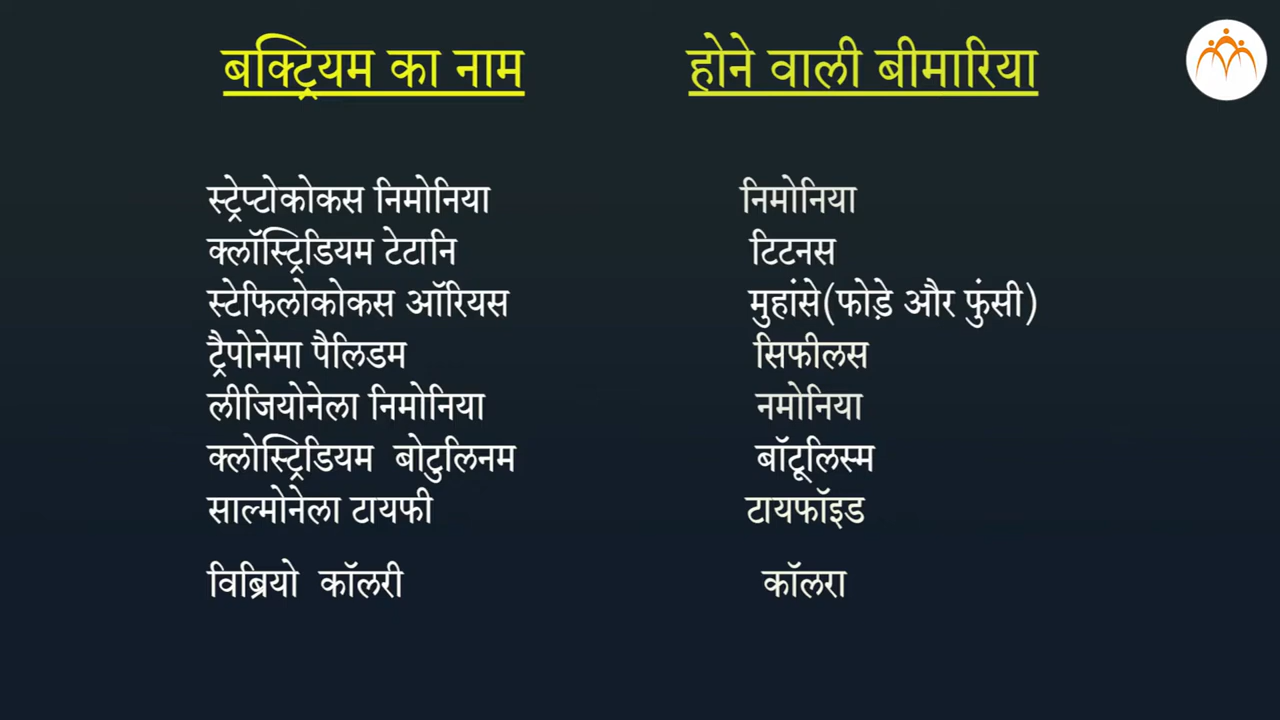 बक्ट्रियम का नाम होने वाली बीमारिया
स्ट्रेप्टोकोकस निमोनिया निमोनिया
क्लॉस्ट्रिडियम टेटानि टिटनस
स्टेफिलोकोकस ऑरियस मुहांसे(फोड़े और फुंसी)
ट्रैपोनेमा पैलिडम सिफीलस
लीजियोनेला निमोनिया नमोनिया
क्लोस्ट्रिडियम बोटुलिनम बॉटूलिस्म
साल्मोनेला टायफी टायफॉइड
विब्रियो कॉलरी कॉलरा